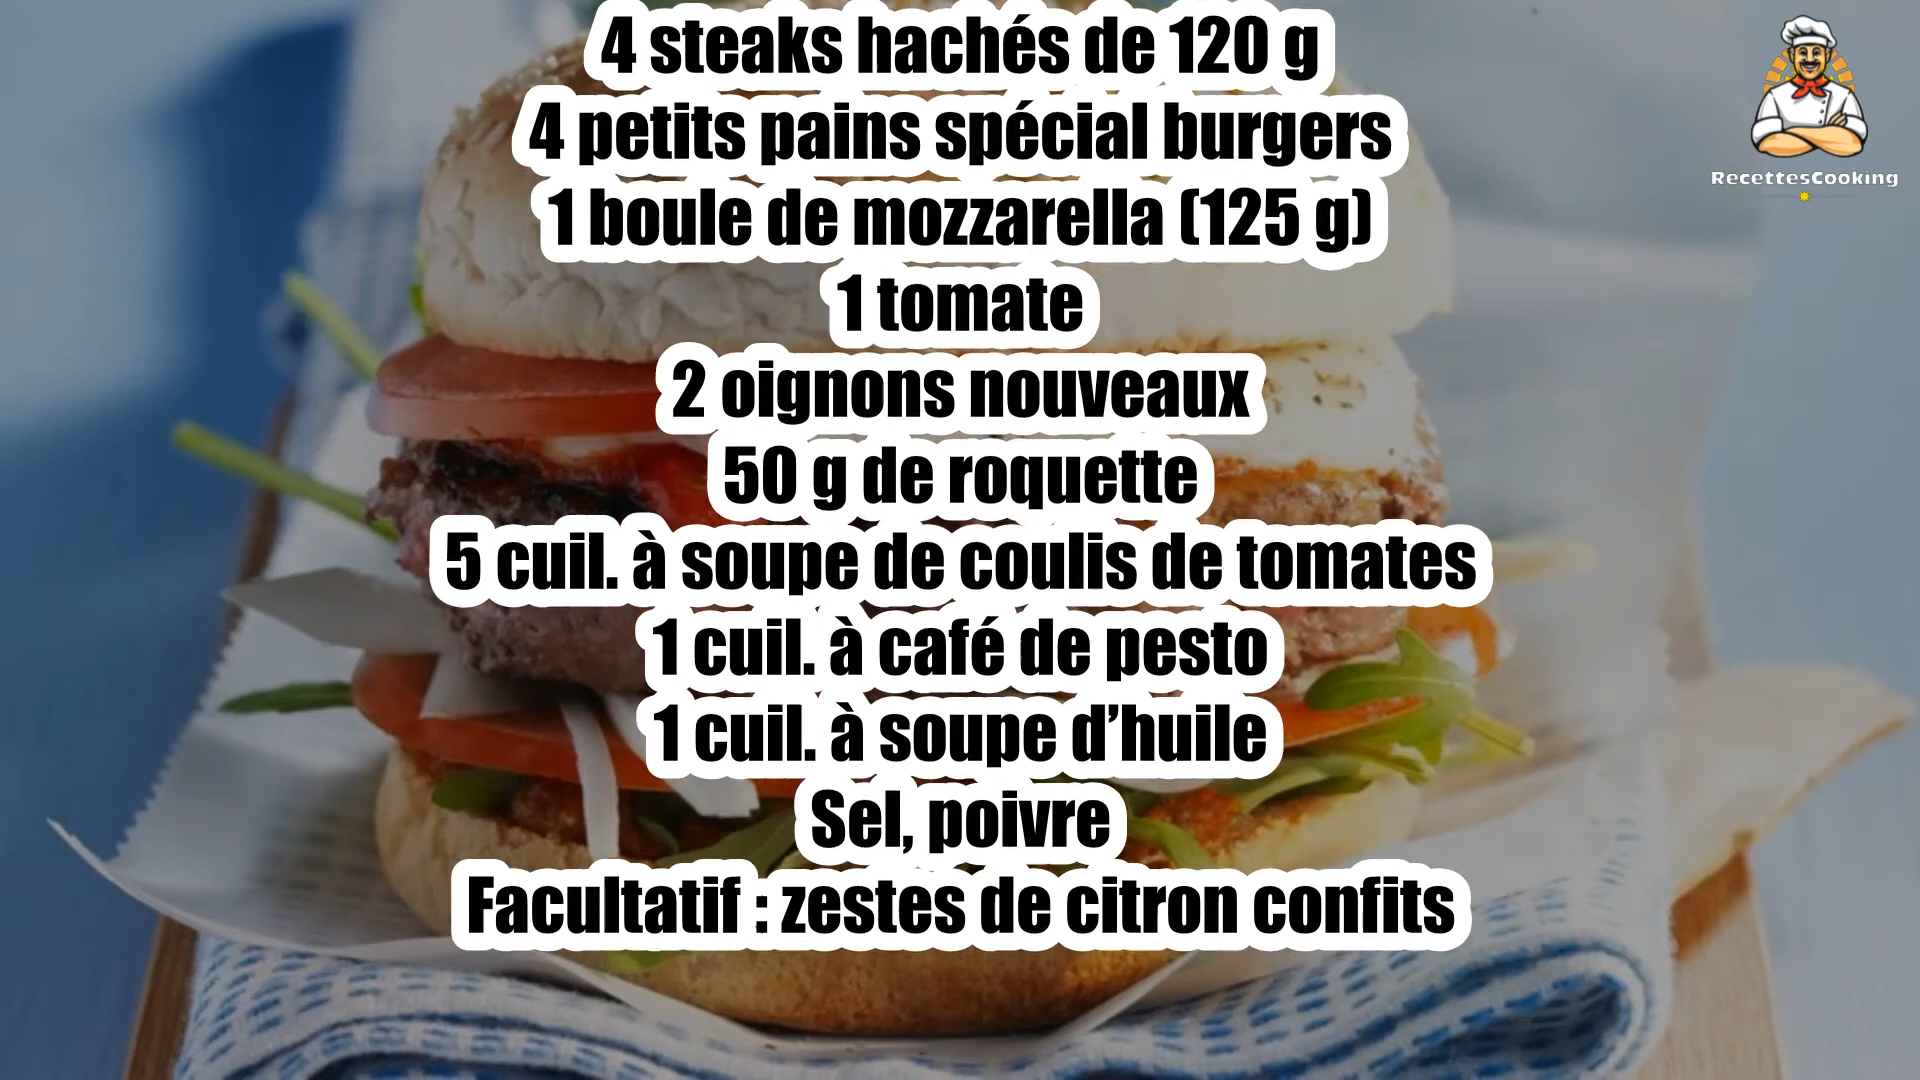 4 steaks hachés de 120 g
4 petits pains spécial burgers
1 boule de mozzarella (125 g)
1 tomate
2 oignons nouveaux
50 g de roquette
5 cuil. à soupe de coulis de tomates
1 cuil. à café de pesto
1 cuil. à soupe d’huile
Sel, poivre
Facultatif : zestes de citron confits
RecettesCooking